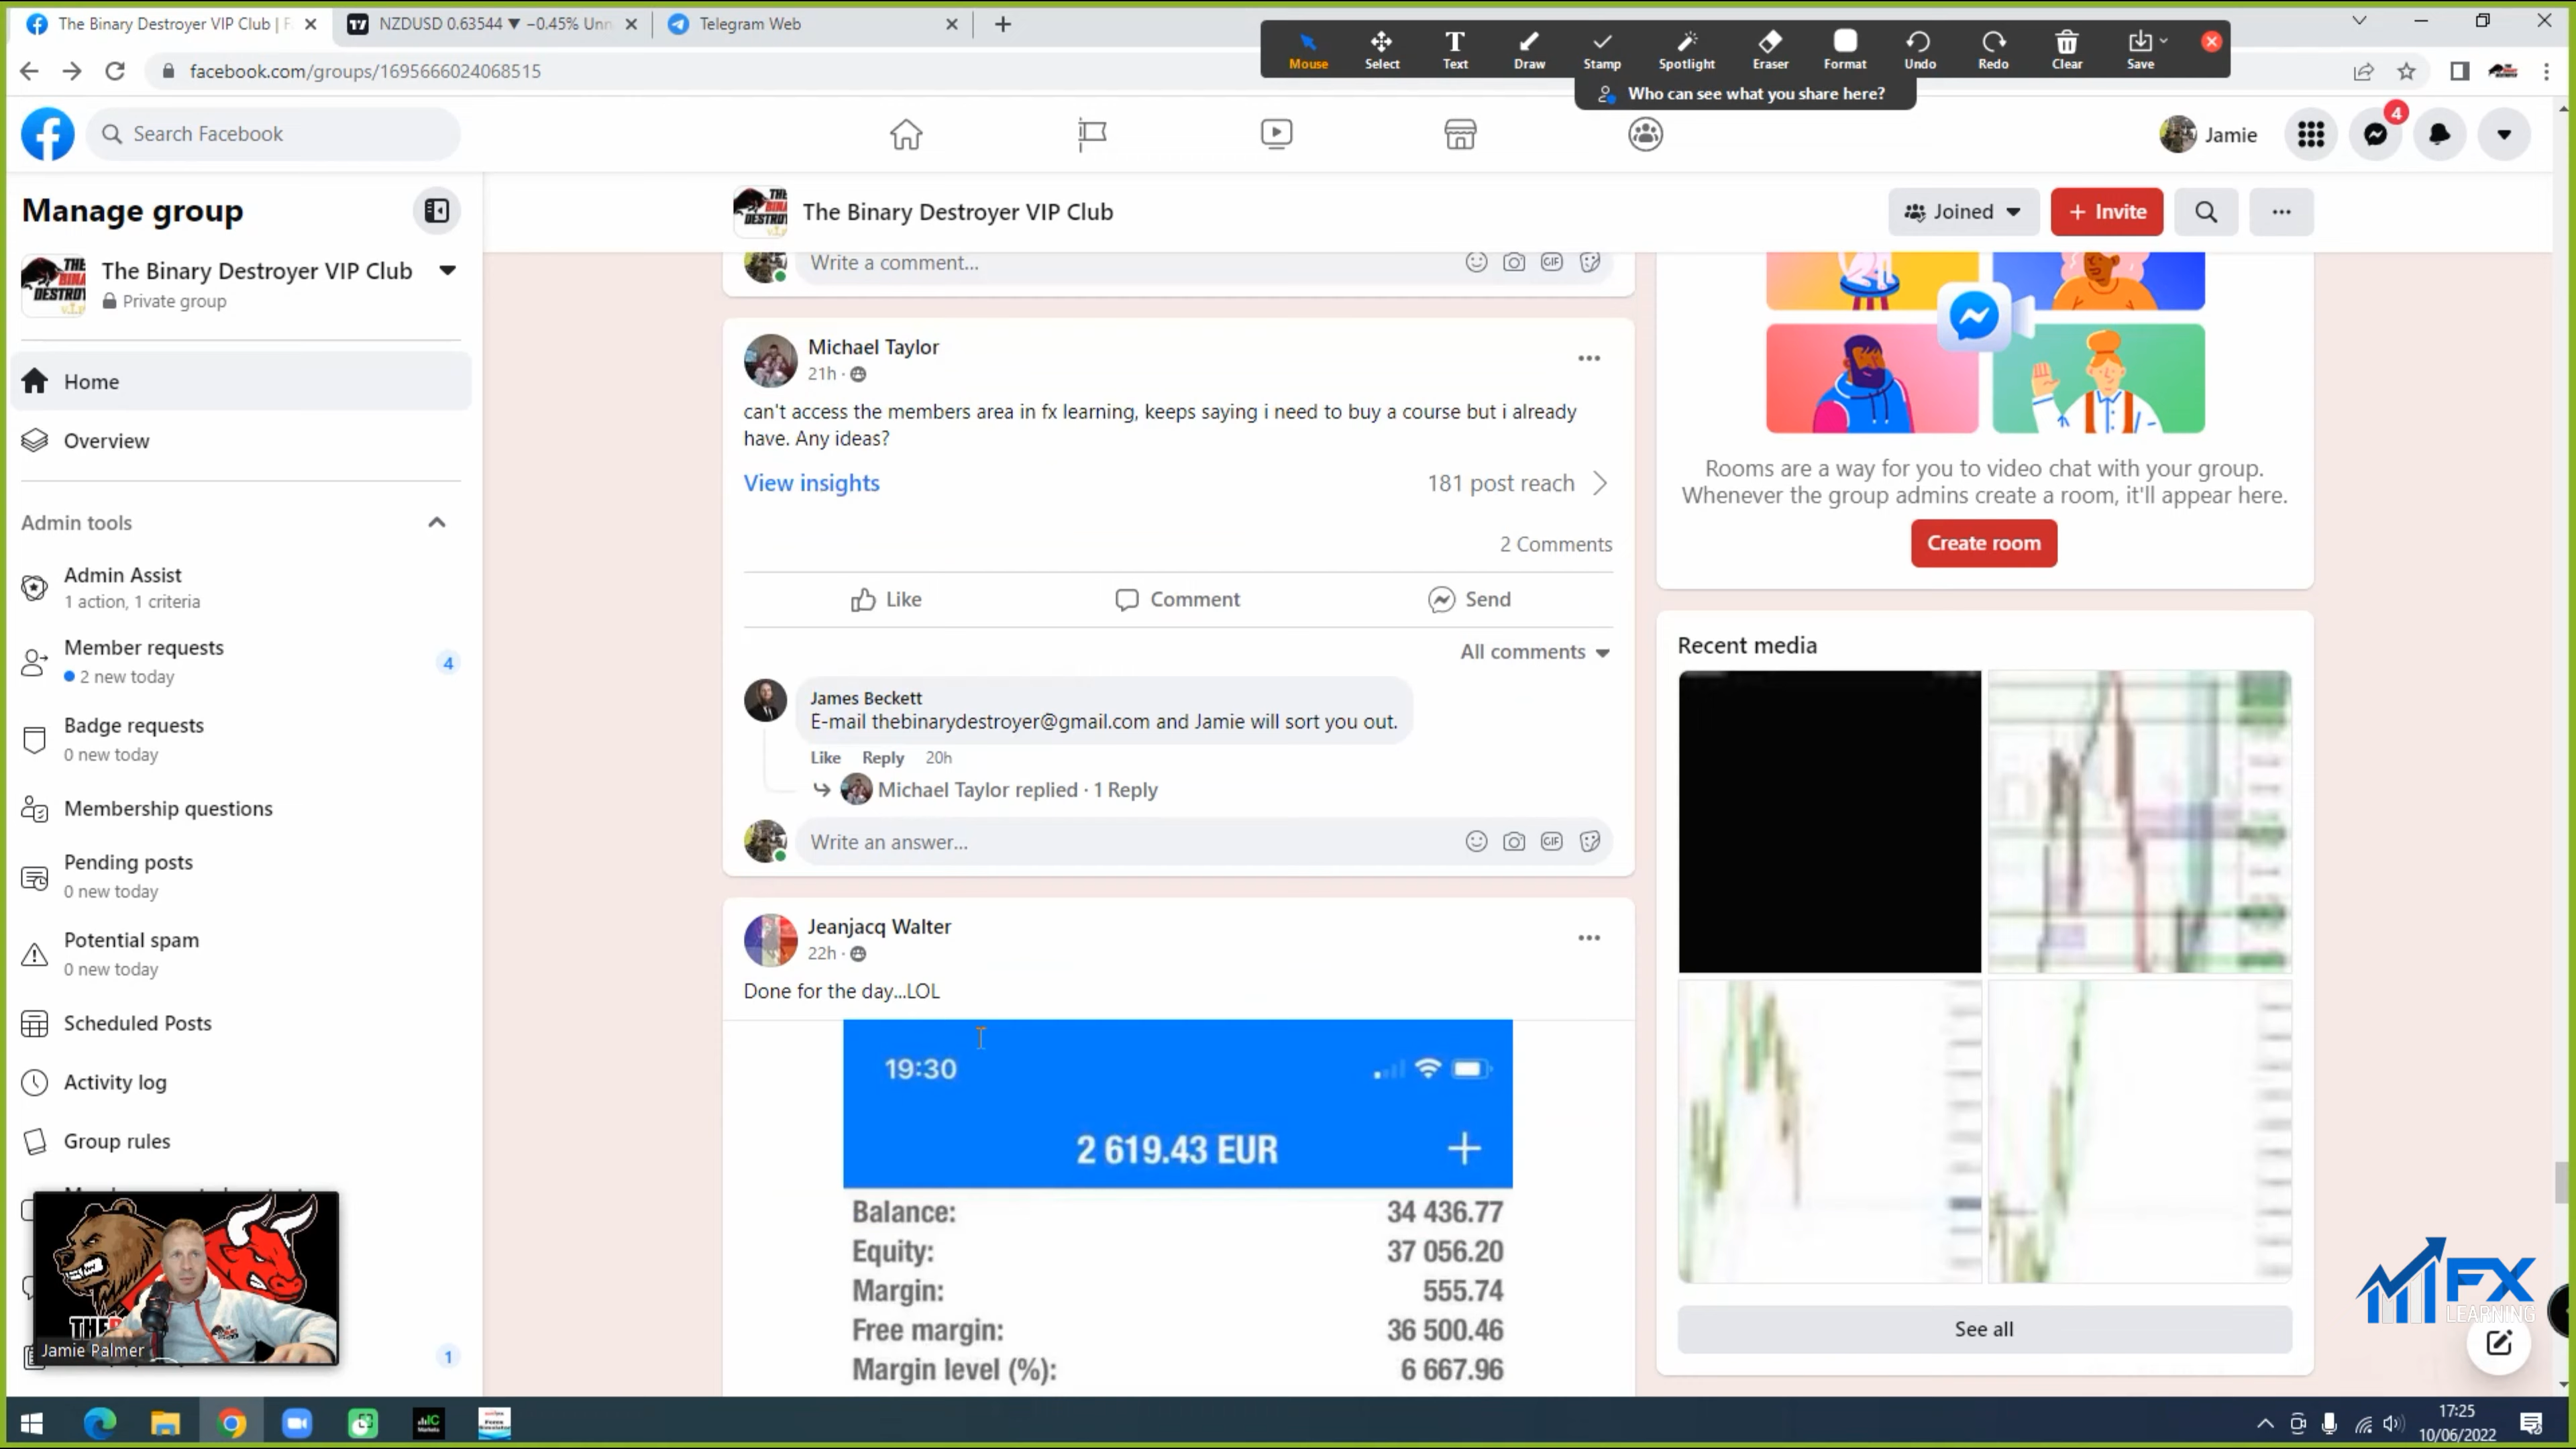 The Binary Destroyer VIP Club | F
NZDUSD 0.63544 ▼ −0.45% Unn
Telegram Web
facebook.com/groups/1695666024068515
Mouse
Select
Text
Draw
Stamp
Spotlight
Eraser
Format
Undo
Redo
Clear
Save
Who can see what you share here?
Search Facebook
Jamie
4
Manage group
The Binary Destroyer VIP Club
Private group
Home
Overview
Admin tools
Admin Assist
1 action, 1 criteria
Member requests
2 new today
4
Badge requests
0 new today
Membership questions
Pending posts
0 new today
Potential spam
0 new today
Scheduled Posts
Activity log
Group rules
1
Jamie Palmer
THE
DESTROY
The Binary Destroyer VIP Club
Joined
+ Invite
Write a comment...
GIF
Michael Taylor
21h ·
can't access the members area in fx learning, keeps saying i need to buy a course but i already
have. Any ideas?
View insights
181 post reach
2 Comments
Like
Comment
Send
All comments
James Beckett
E-mail thebinarydestroyer@gmail.com and Jamie will sort you out.
Like Reply 20h
Michael Taylor replied · 1 Reply
Write an answer...
GIF
Jeanjacq Walter
22h ·
Done for the day...LOL
19:30
2 619.43 EUR
Balance: 34 436.77
Equity: 37 056.20
Margin: 555.74
Free margin: 36 500.46
Margin level (%): 6 667.96
Rooms are a way for you to video chat with your group.
Whenever the group admins create a room, it'll appear here.
Create room
Recent media
See all
FX
LEARNING
17:25
10/06/2022